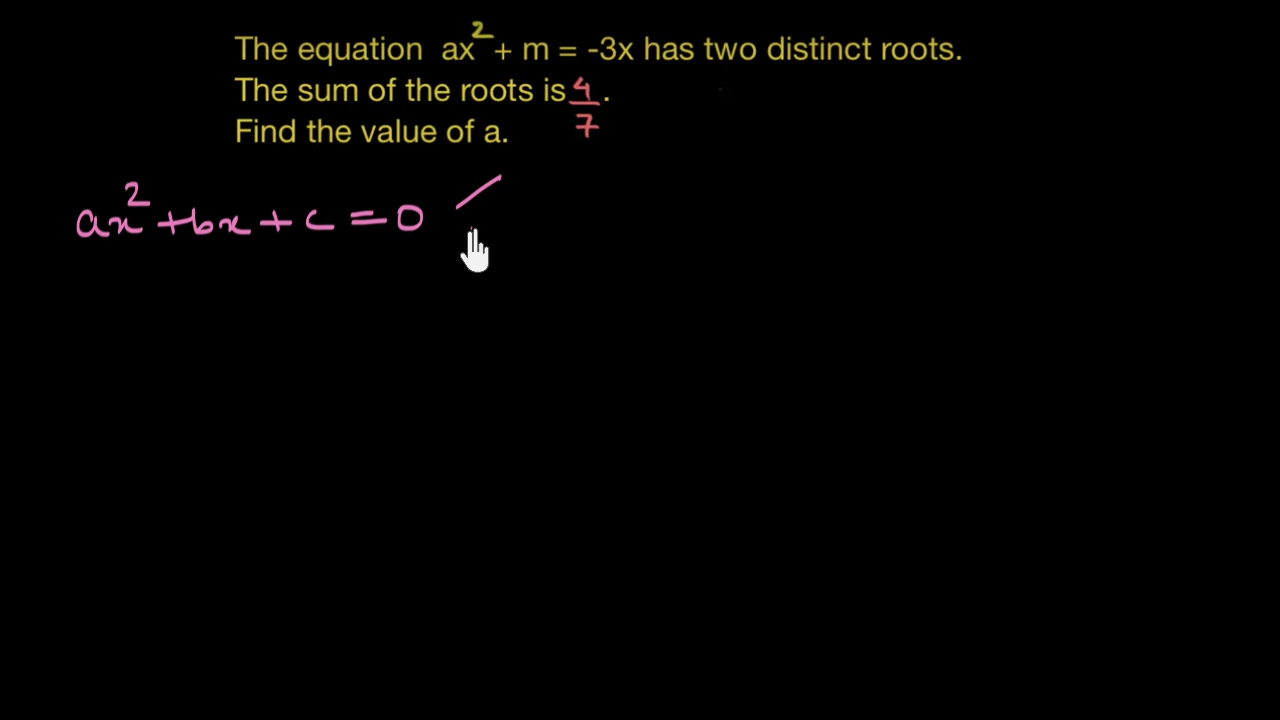 The equation ax² + m = -3x has two distinct roots.
The sum of the roots is 4/7.
Find the value of a.
ax² + bx + c = 0